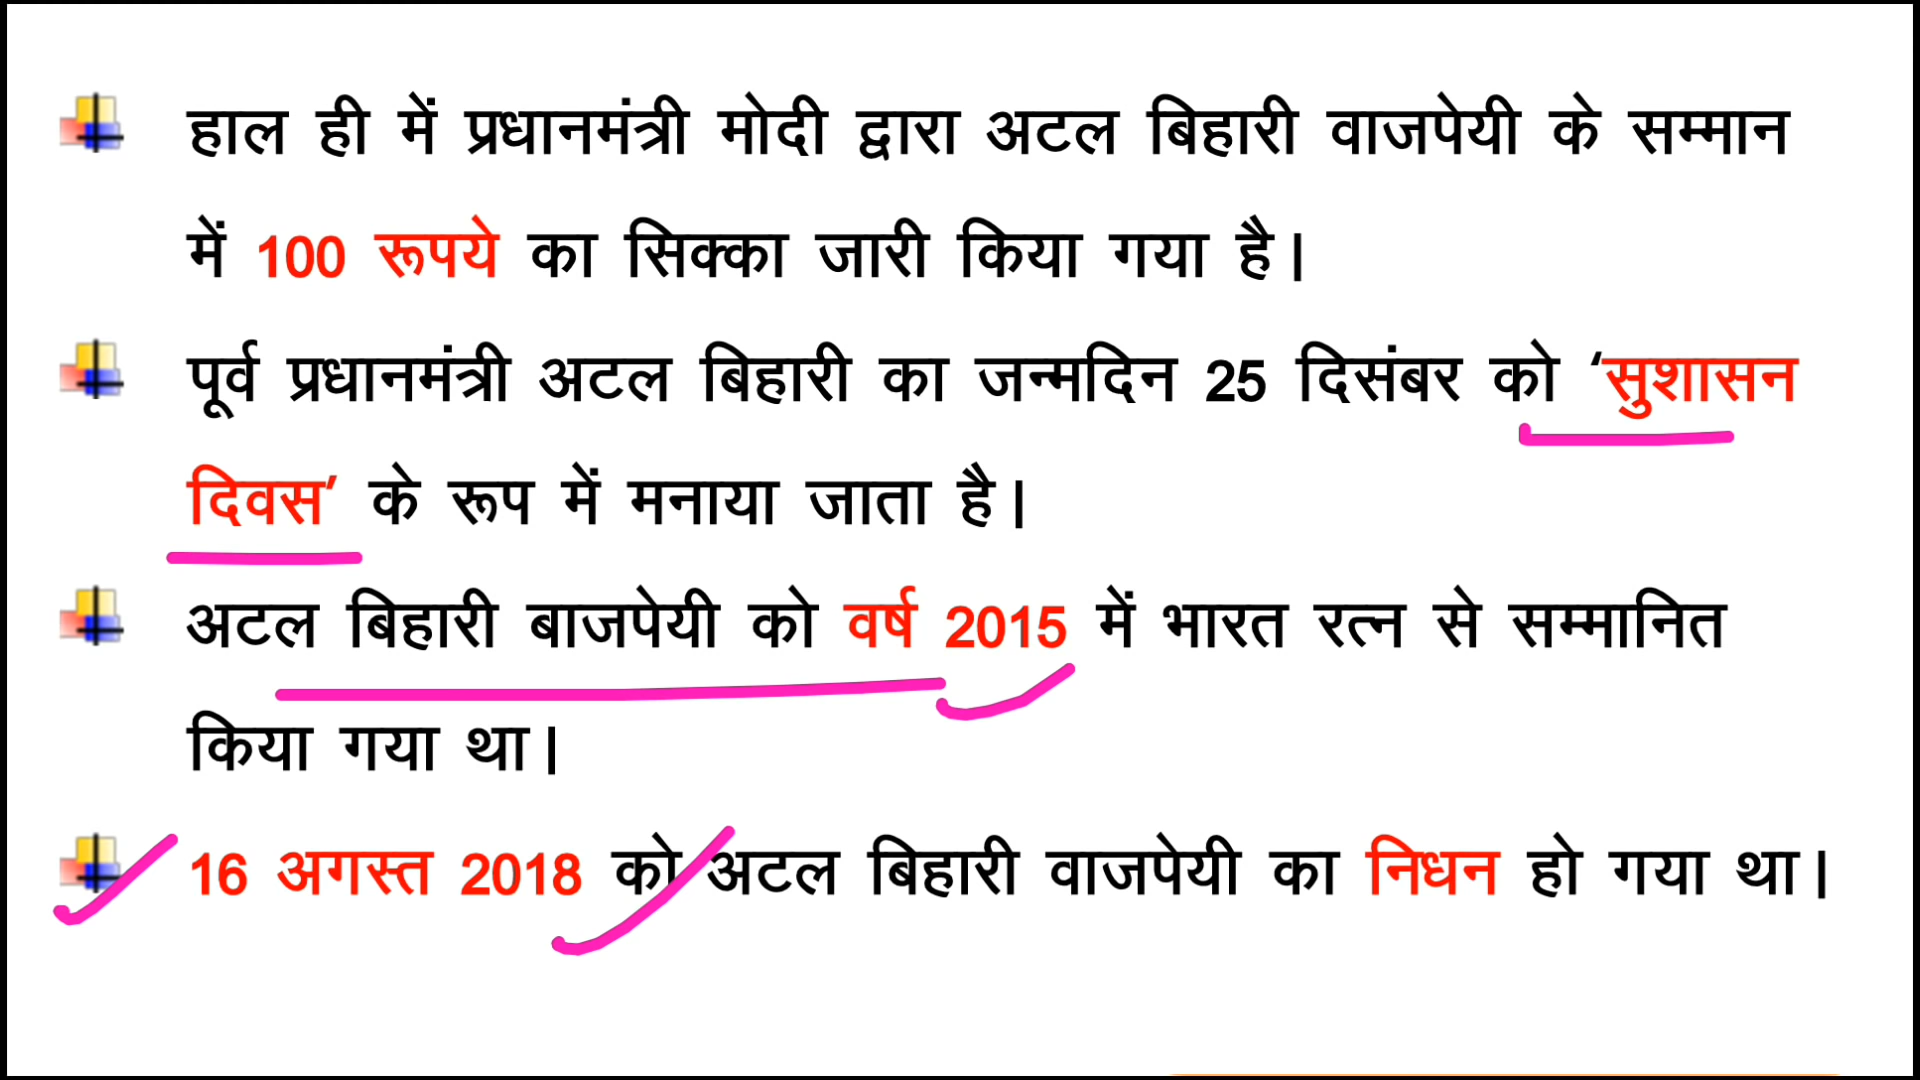 हाल ही में प्रधानमंत्री मोदी द्वारा अटल बिहारी वाजपेयी के सम्मान
में 100 रूपये का सिक्का जारी किया गया है।
पूर्व प्रधानमंत्री अटल बिहारी का जन्मदिन 25 दिसंबर को ‘सुशासन
दिवस’ के रूप में मनाया जाता है।
अटल बिहारी बाजपेयी को वर्ष 2015 में भारत रत्न से सम्मानित
किया गया था।
16 अगस्त 2018 को अटल बिहारी वाजपेयी का निधन हो गया था।